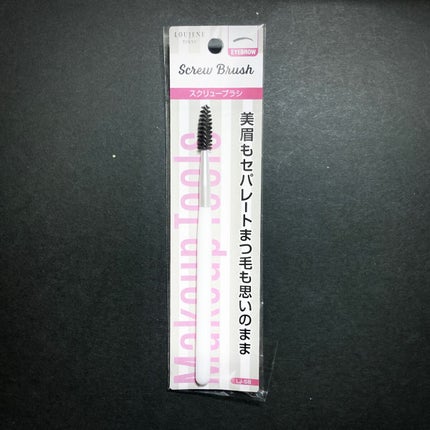 LOUJENE
EYEBROW
Screw Brush
スクリューブラシ
美眉もセパレートまつ毛も思いのまま
Makeup Tools